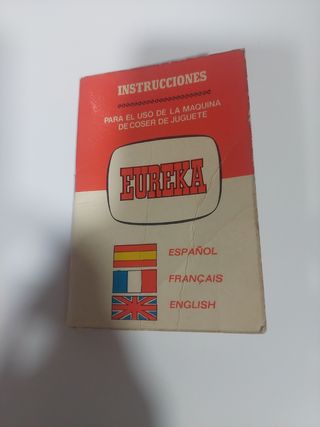 INSTRUCCIONES
PARA EL USO DE LA MAQUINA
DE COSER DE JUGUETE
EUREKA
ESPAÑOL
FRANÇAIS
ENGLISH